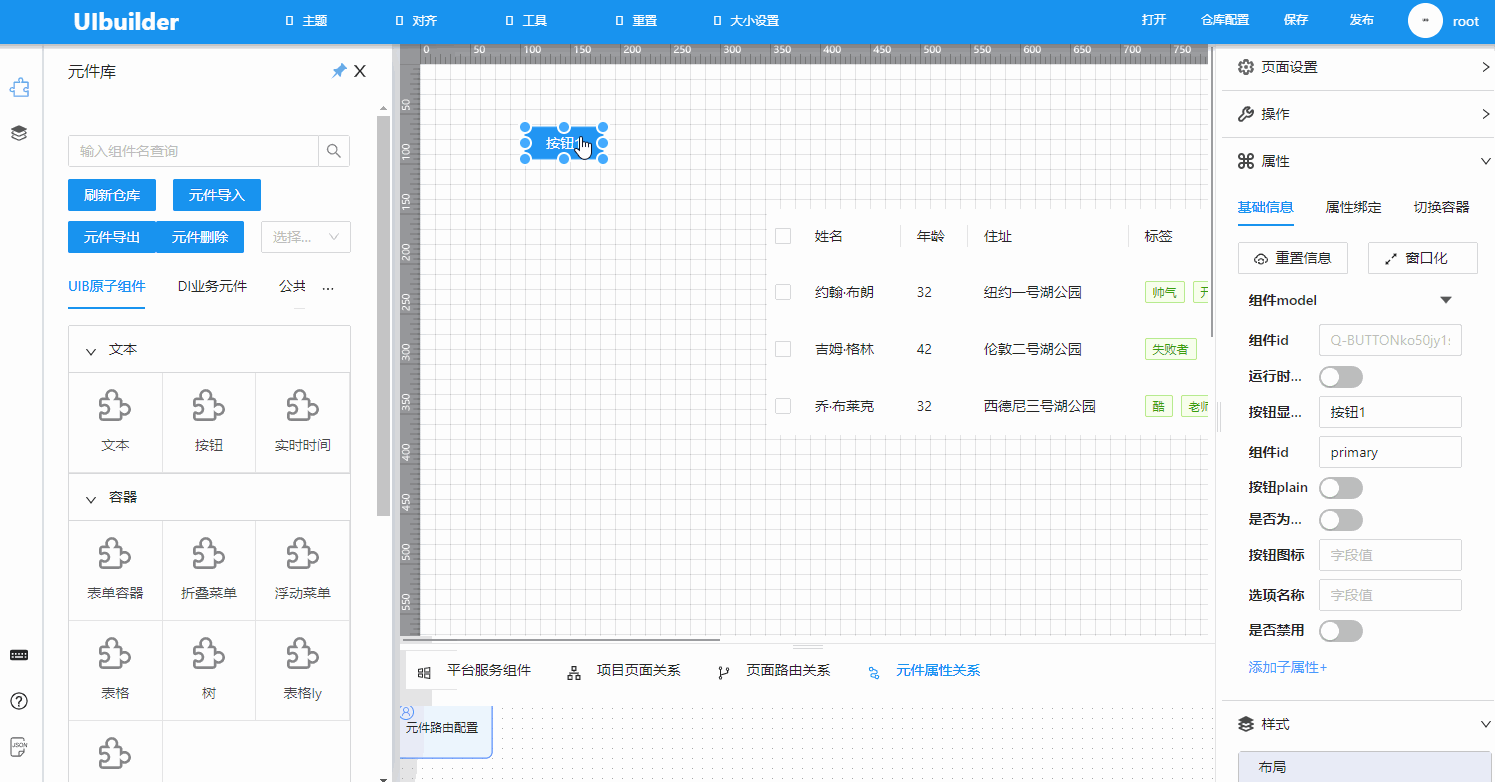 UIbuilder
主题
对齐
工具
重置
大小设置
打开
仓库配置
保存
发布
root
元件库
X
输入组件名查询
刷新仓库
元件导入
元件导出
元件删除
选择...
UIB原子组件
DI业务元件
公共
...
文本
文本
按钮
实时时间
容器
表单容器
折叠菜单
浮动菜单
表格
树
表格ly
JSON
0 50 100 150 200 250 300 350 400 450 500 550 600 650 700 750
50
100
150
200
250
300
350
400
450
500
550
按钮
姓名 年龄 住址 标签
约翰·布朗 32 纽约一号湖公园 帅气
吉姆·格林 42 伦敦二号湖公园 失败者
乔·布莱克 32 西德尼三号湖公园 酷 老师
平台服务组件
项目页面关系
页面路由关系
元件属性关系
元件路由配置
页面设置
操作
属性
基础信息
属性绑定
切换容器
重置信息
窗口化
组件model
组件id Q-BUTTONko50jy1
运行时...
按钮显... 按钮1
组件id primary
按钮plain
是否为...
按钮图标 字段值
选项名称 字段值
是否禁用
添加子属性+
样式
布局